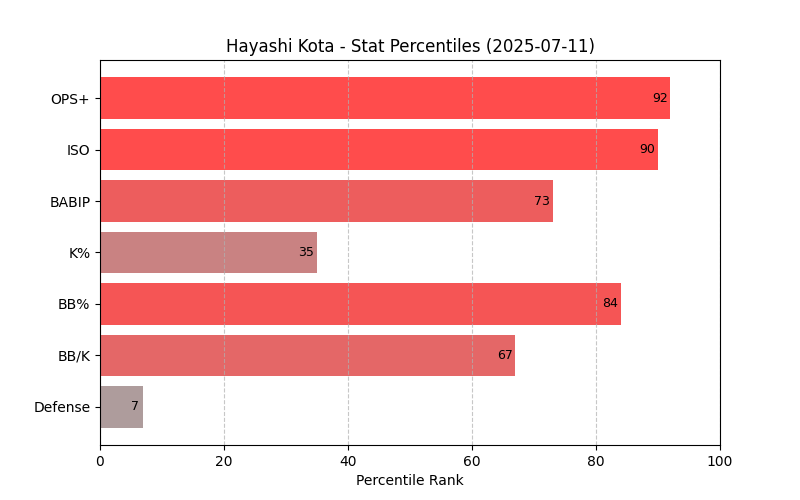 Hayashi Kota - Stat Percentiles (2025-07-11)
OPS+ 92
ISO 90
BABIP 73
K% 35
BB% 84
BB/K 67
Defense 7
0 20 40 60 80 100
Percentile Rank